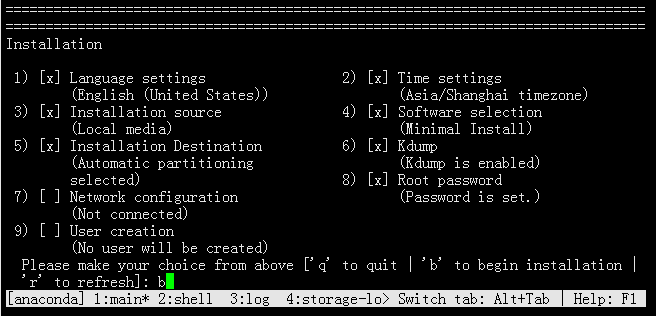 ================================================================================
================================================================================
Installation
1) [x] Language settings 2) [x] Time settings
(English (United States)) (Asia/Shanghai timezone)
3) [x] Installation source 4) [x] Software selection
(Local media) (Minimal Install)
5) [x] Installation Destination 6) [x] Kdump
(Automatic partitioning (Kdump is enabled)
selected) 8) [x] Root password
7) [ ] Network configuration (Password is set.)
(Not connected)
9) [ ] User creation
(No user will be created)
Please make your choice from above ['q' to quit | 'b' to begin installation |
'r' to refresh]: b
[anaconda] 1:main* 2:shell 3:log 4:storage-lo> Switch tab: Alt+Tab | Help: F1